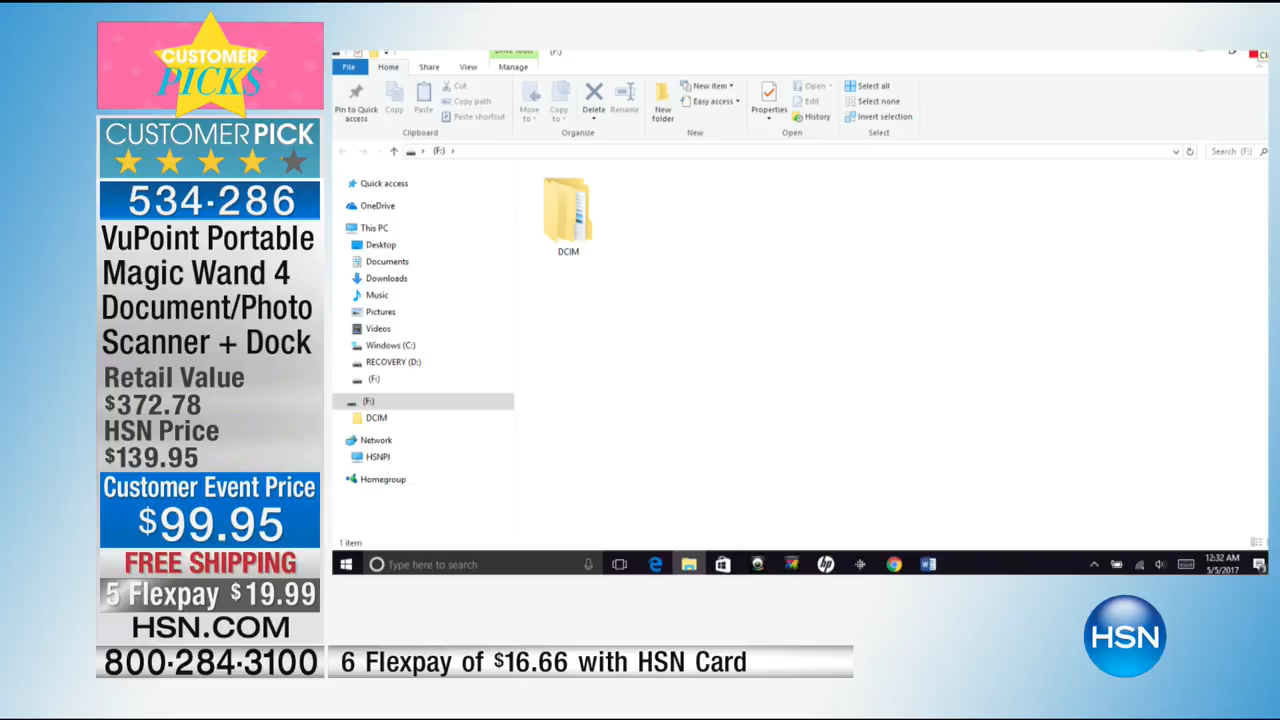 CUSTOMER
PICKS
CUSTOMERPICK
534·286
VuPoint Portable
Magic Wand 4
Document/Photo
Scanner + Dock
Retail Value
$372.78
HSN Price
$139.95
Customer Event Price
$99.95
FREE SHIPPING
5 Flexpay $19.99
HSN.COM
800·284·3100
6 Flexpay of $16.66 with HSN Card
HSN
Drive Tools
(F:)
File
Home
Share
View
Manage
Pin to Quick access
Copy
Paste
Cut
Copy path
Paste shortcut
Clipboard
Move to
Copy to
Delete
Rename
Organize
New folder
New item
Easy access
New
Properties
Open
Edit
History
Open
Select all
Select none
Invert selection
Select
(F:)
Search (F:)
Quick access
OneDrive
This PC
Desktop
Documents
Downloads
Music
Pictures
Videos
Windows (C:)
RECOVERY (D:)
(F:)
(F:)
DCIM
Network
HSNPJ
Homegroup
DCIM
1 item
Type here to search
12:32 AM
5/5/2017